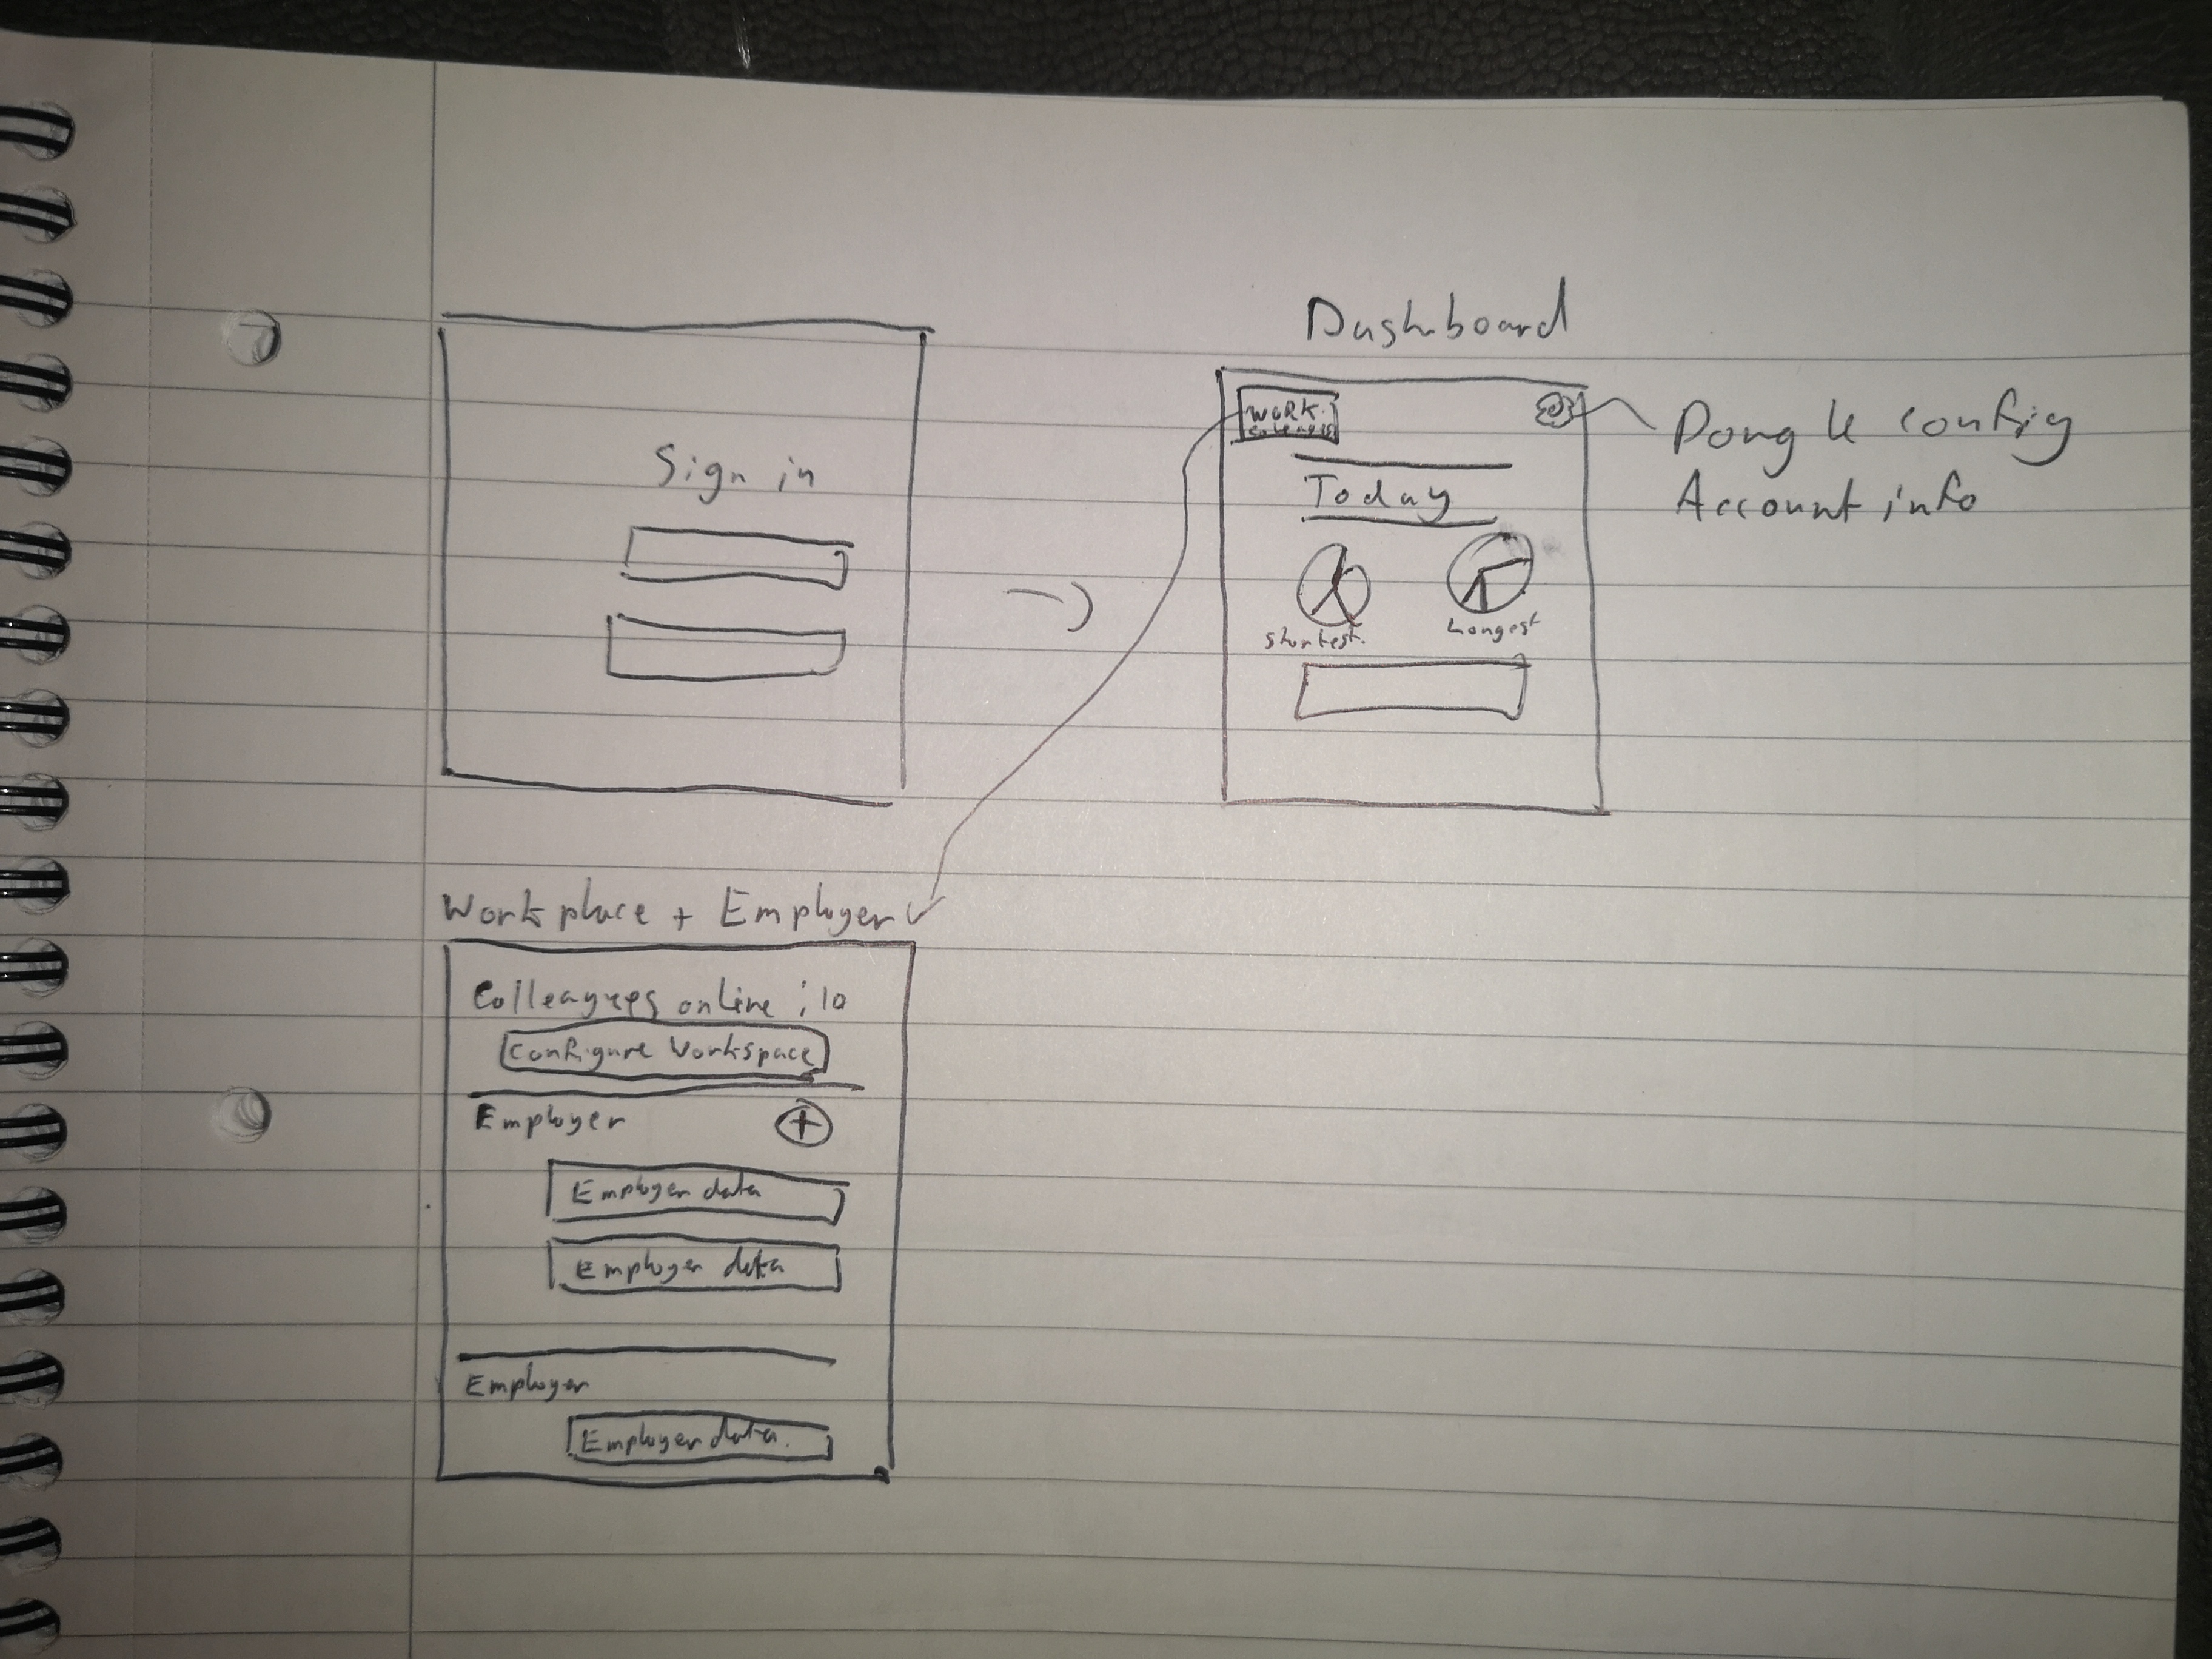 Sign in
Dashboard
WORK
Today
shortest.
Longest
Dongle config
Account info
Workplace + Employer
Colleagues online : 10
Configure Workspace
Employer
+
Employer data
Employer data
Employer
Employer data.